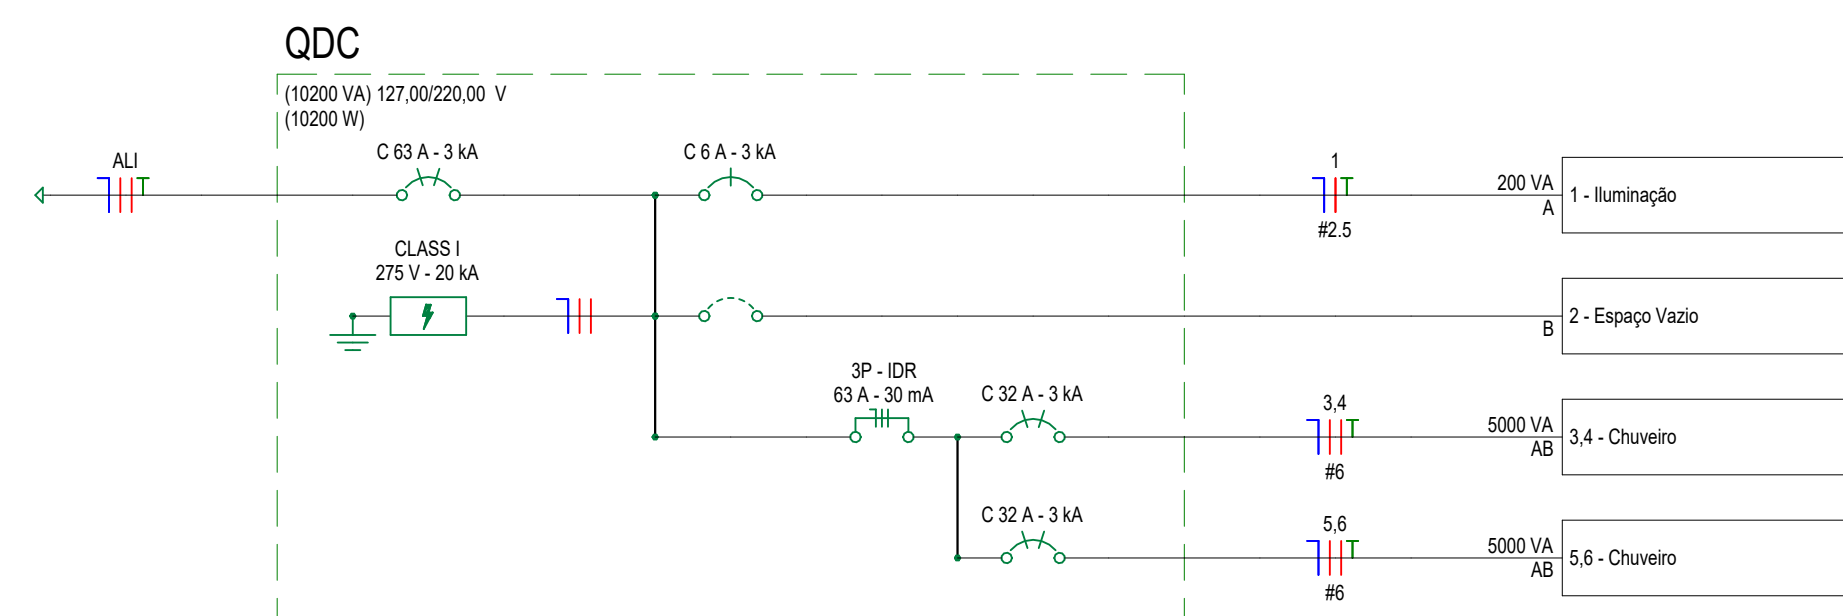 QDC
(10200 VA) 127,00/220,00 V
(10200 W)
ALI
C 63 A - 3 kA
C 6 A - 3 kA
1
#2.5
200 VA
A
1 - Iluminação
CLASS I
275 V - 20 kA
B
2 - Espaço Vazio
3P - IDR
63 A - 30 mA
C 32 A - 3 kA
3,4
#6
5000 VA
AB
3,4 - Chuveiro
C 32 A - 3 kA
5,6
#6
5000 VA
AB
5,6 - Chuveiro